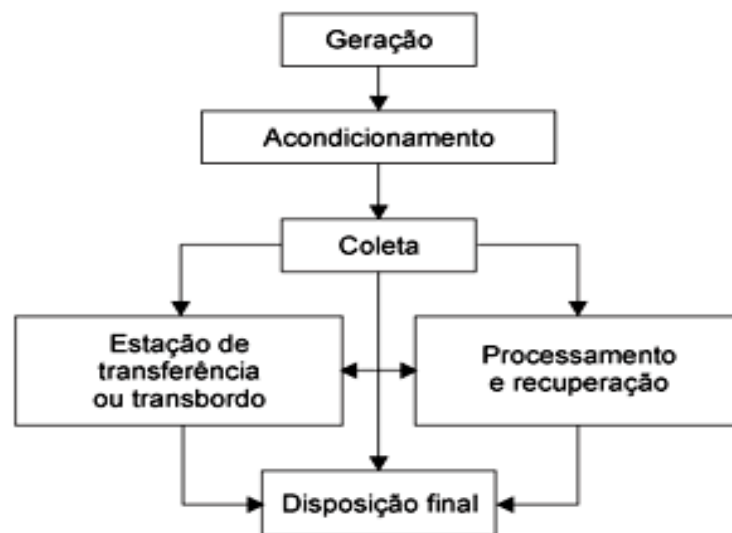 Geração
Acondicionamento
Coleta
Estação de
transferência
ou transbordo
Processamento
e recuperação
Disposição final